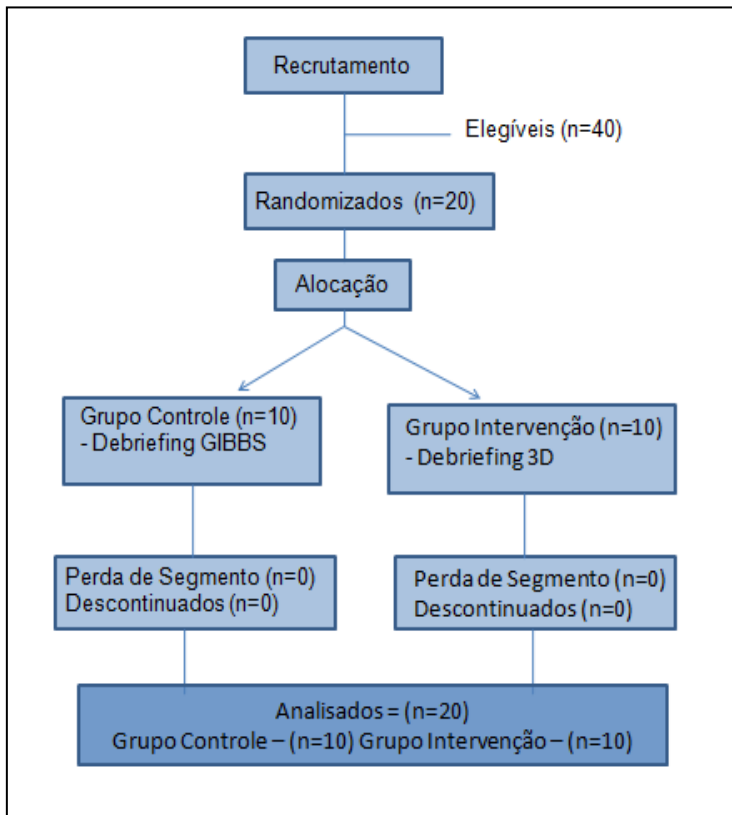 Recrutamento
Elegíveis (n=40)
Randomizados (n=20)
Alocação
Grupo Controle (n=10)
- Debriefing GIBBS
Grupo Intervenção (n=10)
- Debriefing 3D
Perda de Segmento (n=0)
Descontinuados (n=0)
Perda de Segmento (n=0)
Descontinuados (n=0)
Analisados = (n=20)
Grupo Controle – (n=10) Grupo Intervenção – (n=10)